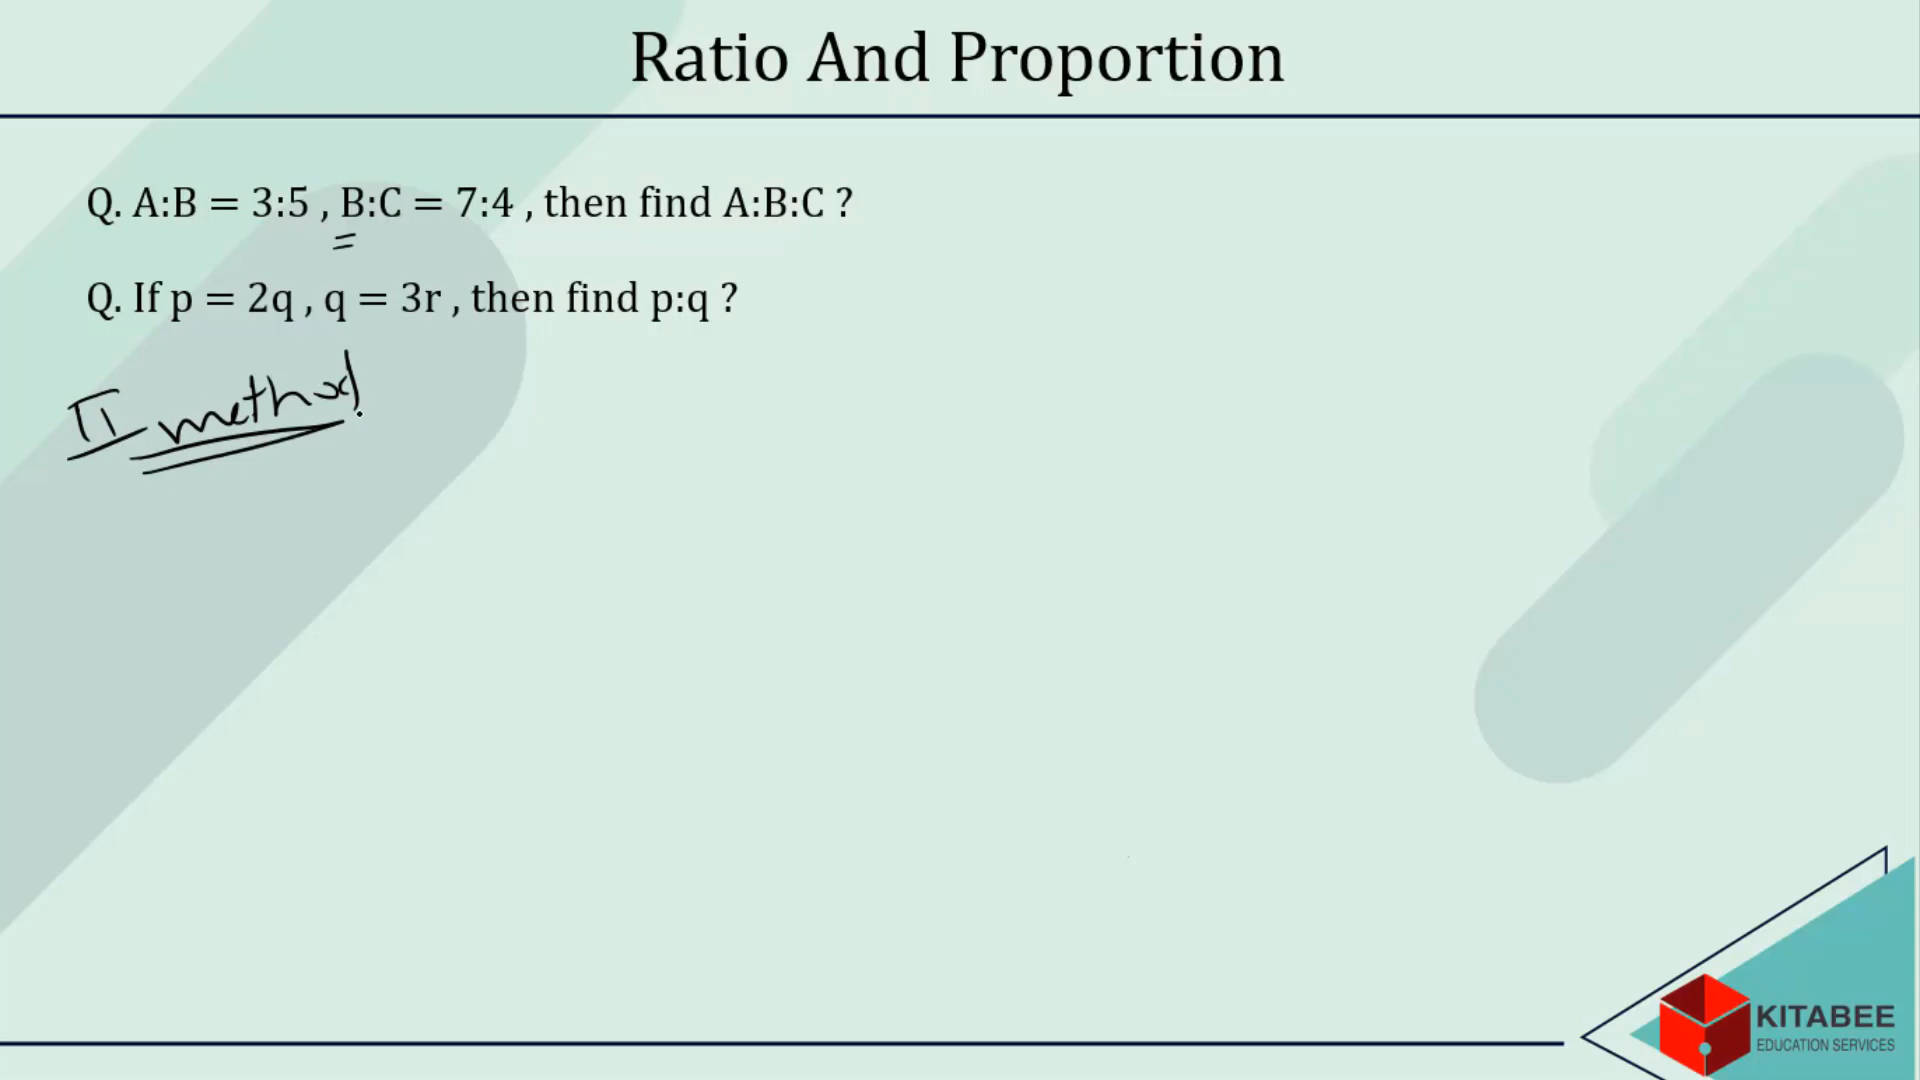 Ratio And Proportion
Q. A:B = 3:5 , B:C = 7:4 , then find A:B:C ?
=
Q. If p = 2q , q = 3r , then find p:q ?
II method
KITABEE
EDUCATION SERVICES